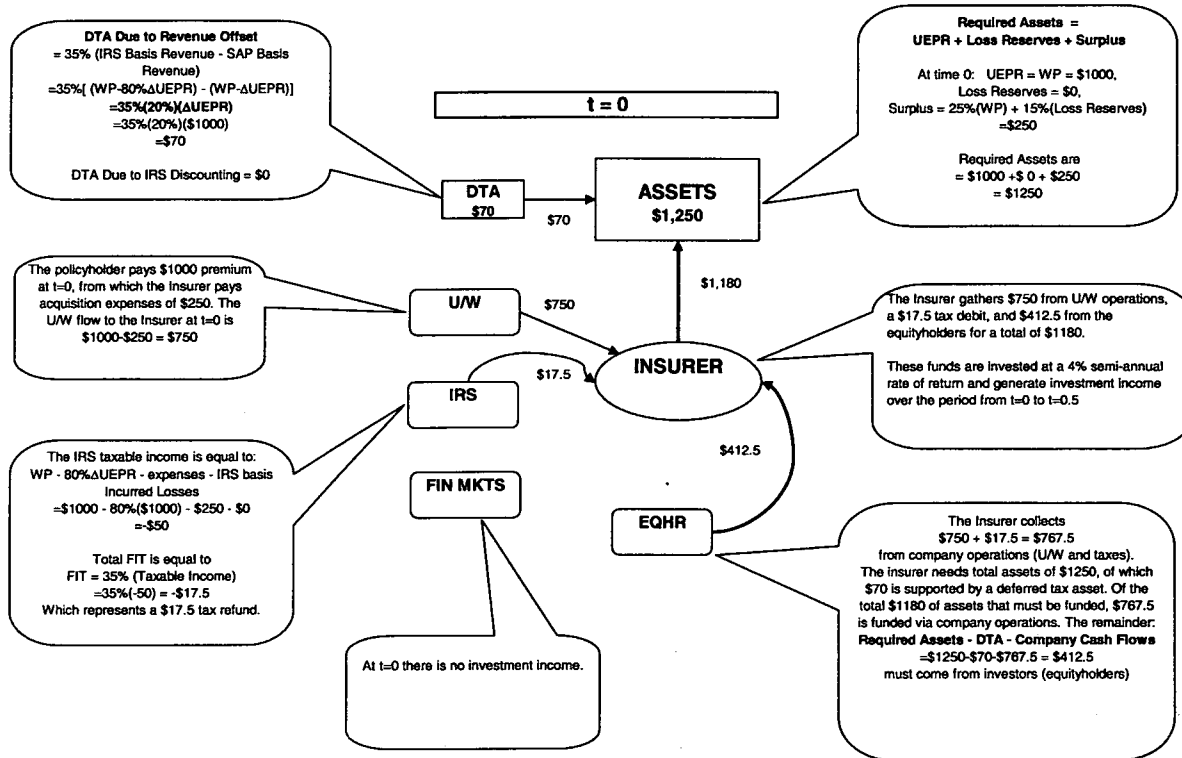 DTA Due to Revenue Offset
= 35% (IRS Basis Revenue - SAP Basis
Revenue)
=35%[ (WP-80%ΔUEPR) - (WP-ΔUEPR)]
=35%(20%)(ΔUEPR)
=35%(20%)($1000)
=$70
DTA Due to IRS Discounting = $0
t = 0
Required Assets =
UEPR + Loss Reserves + Surplus
At time 0: UEPR = WP = $1000,
Loss Reserves = $0,
Surplus = 25%(WP) + 15%(Loss Reserves)
=$250
Required Assets are
= $1000 +$ 0 + $250
= $1250
DTA
$70
$70
ASSETS
$1,250
The policyholder pays $1000 premium
at t=0, from which the Insurer pays
acquisition expenses of $250. The
U/W flow to the Insurer at t=0 is
$1000-$250 = $750
U/W
$750
$1,180
The Insurer gathers $750 from U/W operations,
a $17.5 tax debit, and $412.5 from the
equityholders for a total of $1180.
These funds are invested at a 4% semi-annual
rate of return and generate investment income
over the period from t=0 to t=0.5
INSURER
IRS
$17.5
$412.5
The IRS taxable income is equal to:
WP - 80%ΔUEPR - expenses - IRS basis
Incurred Losses
=$1000 - 80%($1000) - $250 - $0
=-$50
Total FIT is equal to
FIT = 35% (Taxable Income)
=35%(-50) = -$17.5
Which represents a $17.5 tax refund.
FIN MKTS
EQHR
At t=0 there is no investment income.
The Insurer collects
$750 + $17.5 = $767.5
from company operations (U/W and taxes).
The insurer needs total assets of $1250, of which
$70 is supported by a deferred tax asset. Of the
total $1180 of assets that must be funded, $767.5
is funded via company operations. The remainder:
Required Assets - DTA - Company Cash Flows
=$1250-$70-$767.5 = $412.5
must come from investors (equityholders)